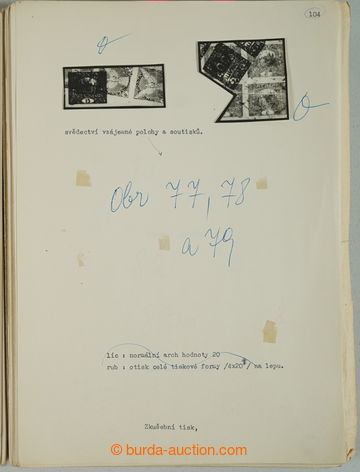 104
svědectví vzájemné polohy a soutisků.
obr 77, 78
a 79
líc : normální arch hodnoty 20
rub : otisk celé tiskové formy /4x20/ na lepu.
Zkušební tisk,
© burda-auction.com